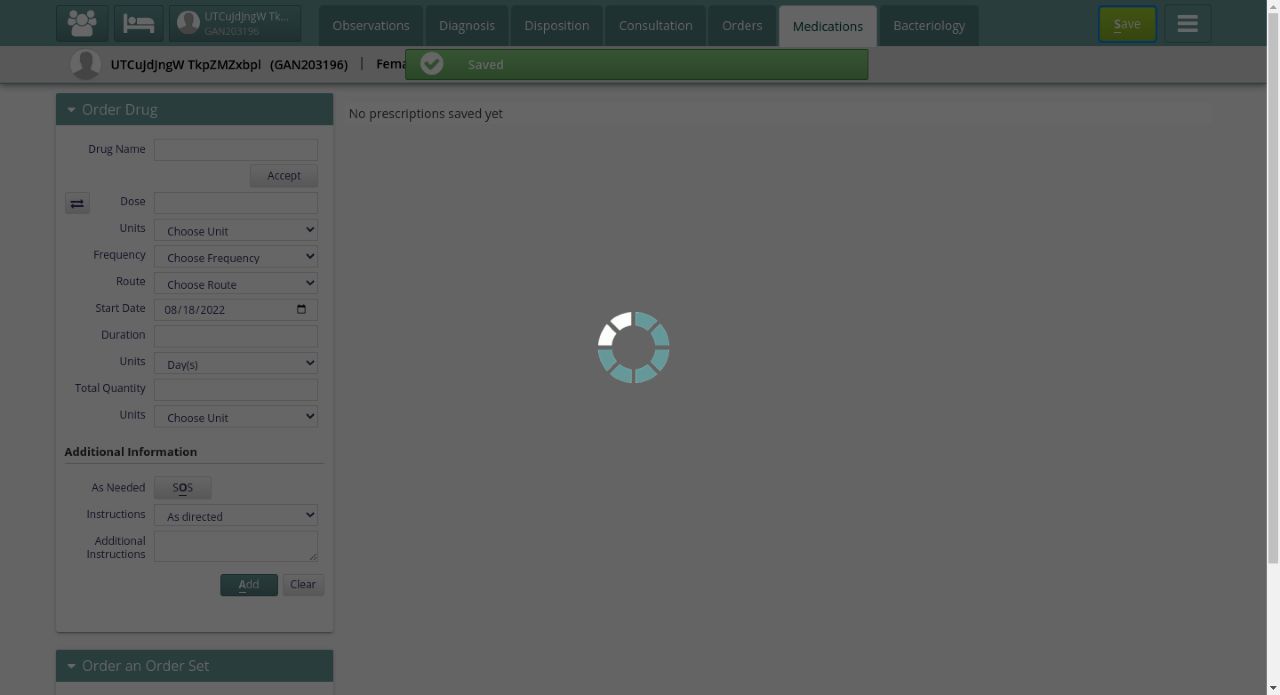 UTCuJdJngW Tk...
GAN203196
Observations
Diagnosis
Disposition
Consultation
Orders
Medications
Bacteriology
Save
UTCuJdJngW TkpZMZxbpl (GAN203196) | Fema
Saved
Order Drug
No prescriptions saved yet
Drug Name
Accept
Dose
Units Choose Unit
Frequency Choose Frequency
Route Choose Route
Start Date 08/18/2022
Duration
Units Day(s)
Total Quantity
Units Choose Unit
Additional Information
As Needed SOS
Instructions As directed
Additional
Instructions
Add Clear
Order an Order Set